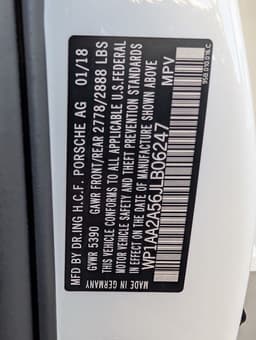 MFD BY DR.ING H.C.F. PORSCHE AG 01/18
GVWR 5390 GAWR FRONT/REAR 2778/2888 LBS
THIS VEHICLE CONFORMS TO ALL APPLICABLE U.S.FEDERAL
MOTOR VEHICLE SAFETY AND THEFT PREVENTION
STANDARDS IN EFFECT ON THE DATE OF MANUFACTURE SHOWN ABOVE
WP1AA2A56JLB06247 MPV
MADE IN GERMANY